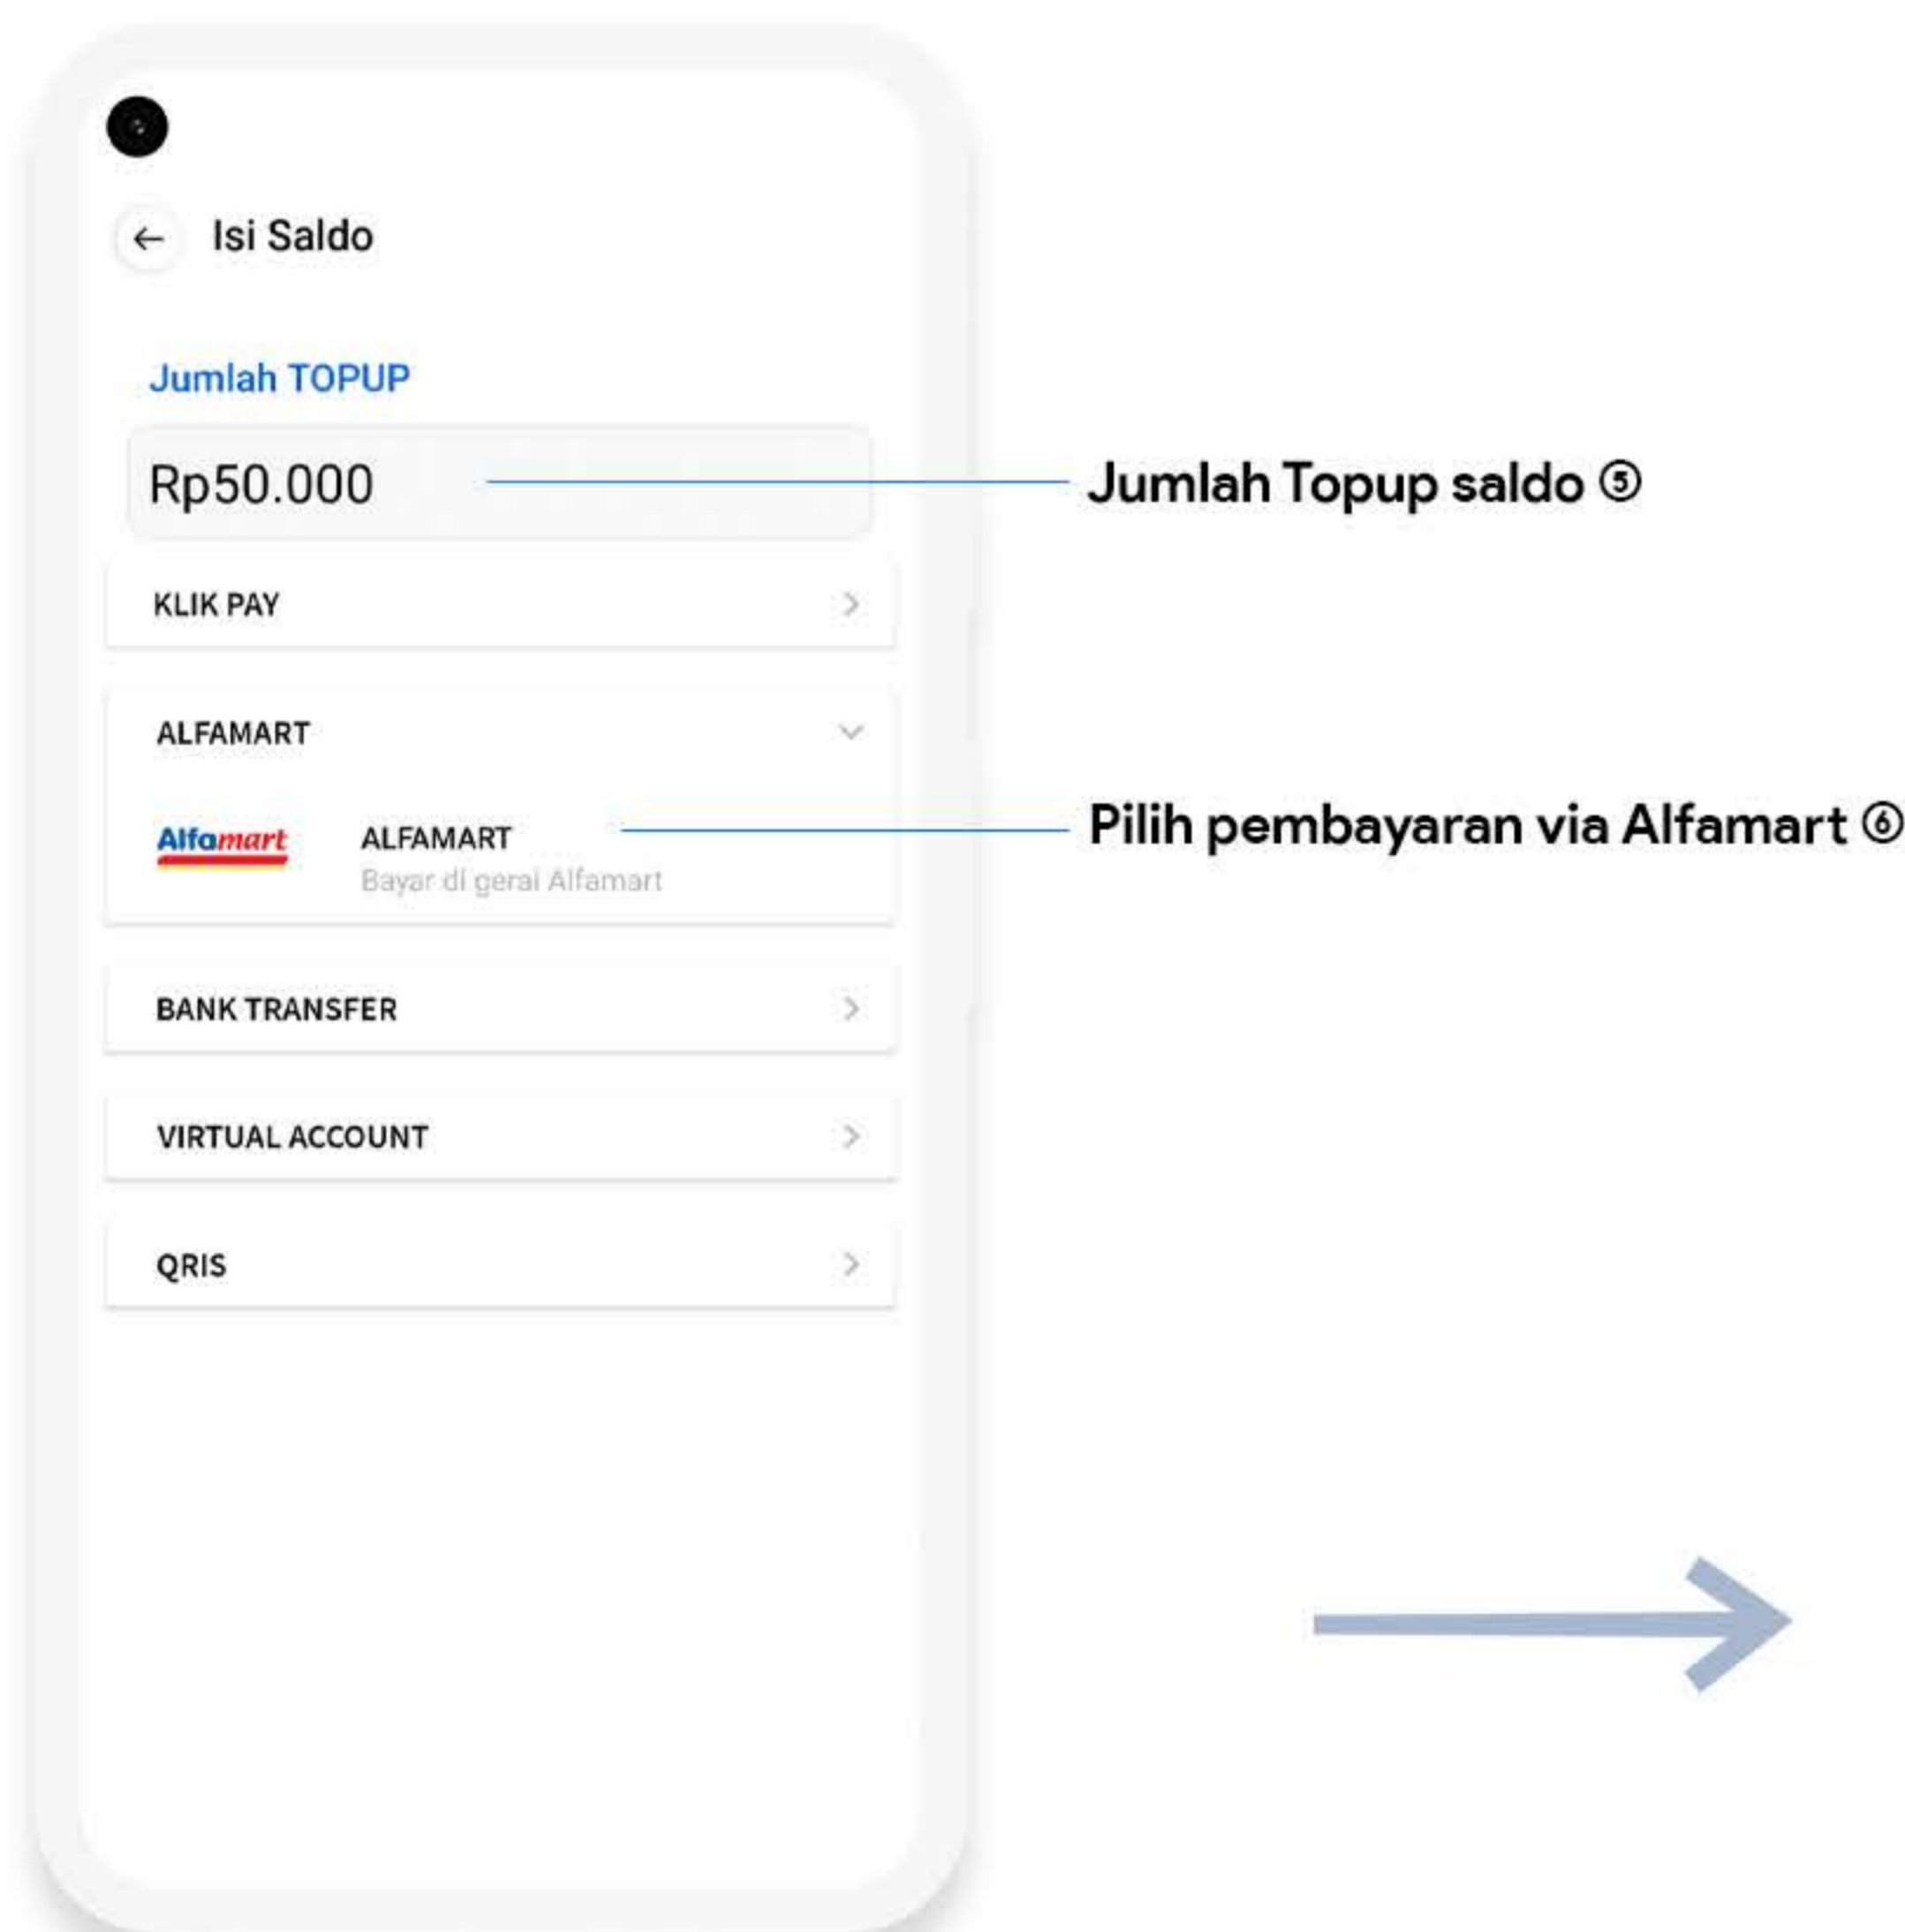 Isi Saldo
Jumlah TOPUP
Rp50.000
Jumlah Topup saldo ⑤
KLIK PAY
ALFAMART
Alfamart
ALFAMART
Bayar di gerai Alfamart
Pilih pembayaran via Alfamart ⑥
BANK TRANSFER
VIRTUAL ACCOUNT
QRIS